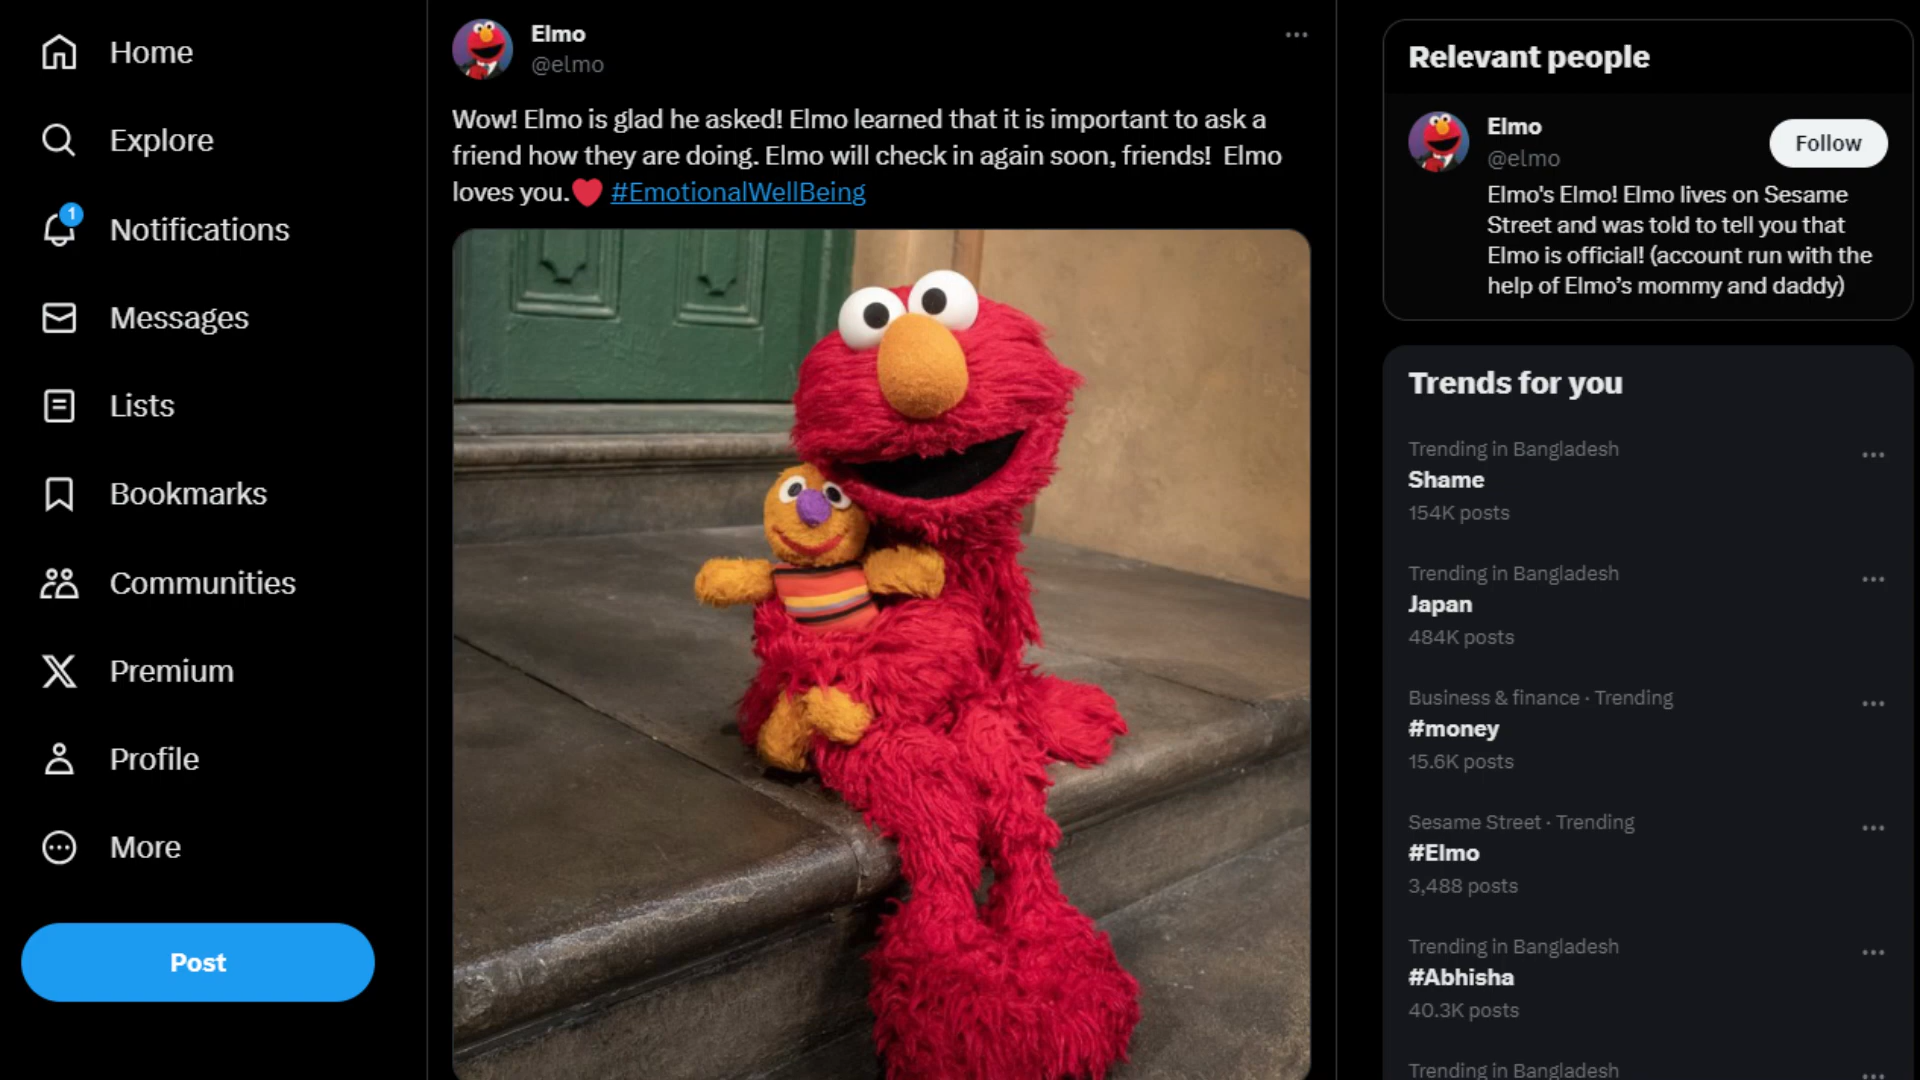 Home
Explore
1
Notifications
Messages
Lists
Bookmarks
Communities
Premium
Profile
More
Post
Elmo
@elmo
Wow! Elmo is glad he asked! Elmo learned that it is important to ask a
friend how they are doing. Elmo will check in again soon, friends!  Elmo
loves you.❤️ #EmotionalWellBeing
Relevant people
Elmo
@elmo
Follow
Elmo's Elmo! Elmo lives on Sesame
Street and was told to tell you that
Elmo is official! (account run with the
help of Elmo’s mommy and daddy)
Trends for you
Trending in Bangladesh
Shame
154K posts
Trending in Bangladesh
Japan
484K posts
Business & finance · Trending
#money
15.6K posts
Sesame Street · Trending
#Elmo
3,488 posts
Trending in Bangladesh
#Abhisha
40.3K posts
Trending in Bangladesh